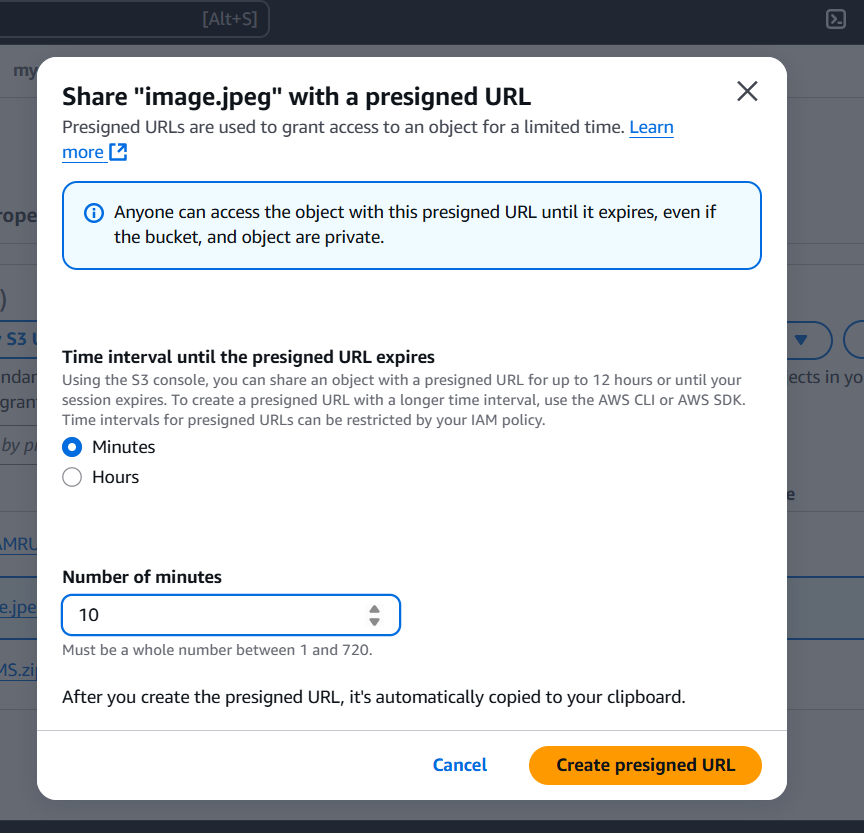 [Alt+S]
my
Share "image.jpeg" with a presigned URL
Presigned URLs are used to grant access to an object for a limited time. Learn
more
Anyone can access the object with this presigned URL until it expires, even if
the bucket, and object are private.
rope
)
S3 U
Time interval until the presigned URL expires
Using the S3 console, you can share an object with a presigned URL for up to 12 hours or until your
session expires. To create a presigned URL with a longer time interval, use the AWS CLI or AWS SDK.
Time intervals for presigned URLs can be restricted by your IAM policy.
ndar
ects in yo
grant
by pr
Minutes
Hours
e
AMRU
Number of minutes
10
e.jpe
Must be a whole number between 1 and 720.
MS.zip
After you create the presigned URL, it's automatically copied to your clipboard.
Cancel
Create presigned URL